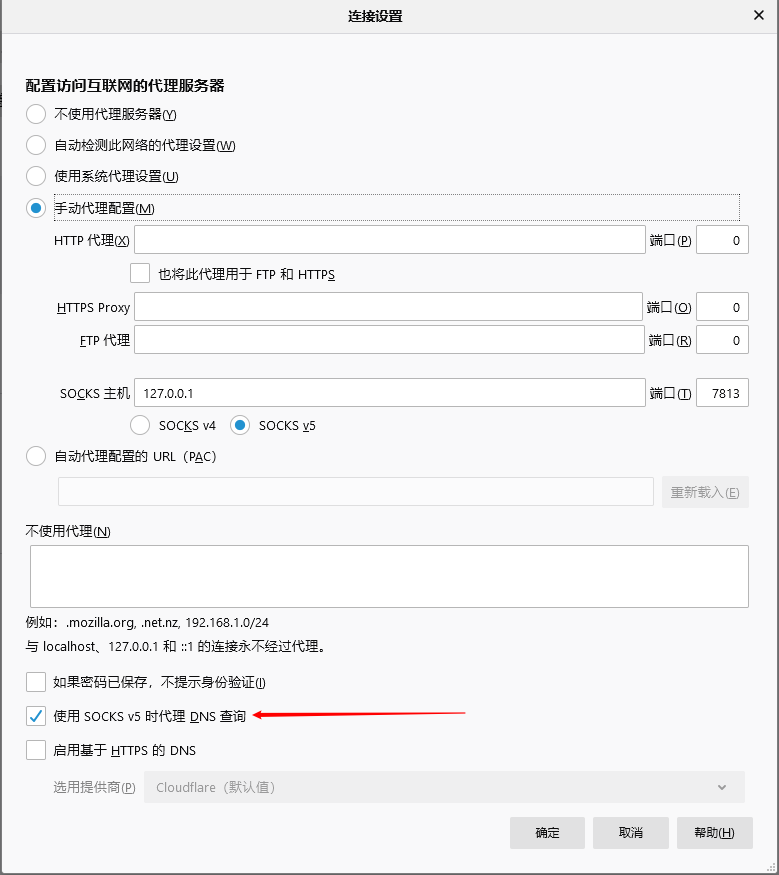 连接设置
配置访问互联网的代理服务器
不使用代理服务器(Y)
自动检测此网络的代理设置(W)
使用系统代理设置(U)
手动代理配置(M)
HTTP 代理(X) 端口(P) 0
也将此代理用于 FTP 和 HTTPS
HTTPS Proxy 端口(O) 0
FTP 代理 端口(R) 0
SOCKS 主机 127.0.0.1 端口(T) 7813
SOCKS v4 SOCKS v5
自动代理配置的 URL（PAC）
重新载入(E)
不使用代理(N)
例如：.mozilla.org, .net.nz, 192.168.1.0/24
与 localhost、127.0.0.1 和 ::1 的连接永不经过代理。
如果密码已保存，不提示身份验证(I)
使用 SOCKS v5 时代理 DNS 查询
启用基于 HTTPS 的 DNS
选用提供商(P) Cloudflare（默认值）
确定 取消 帮助(H)